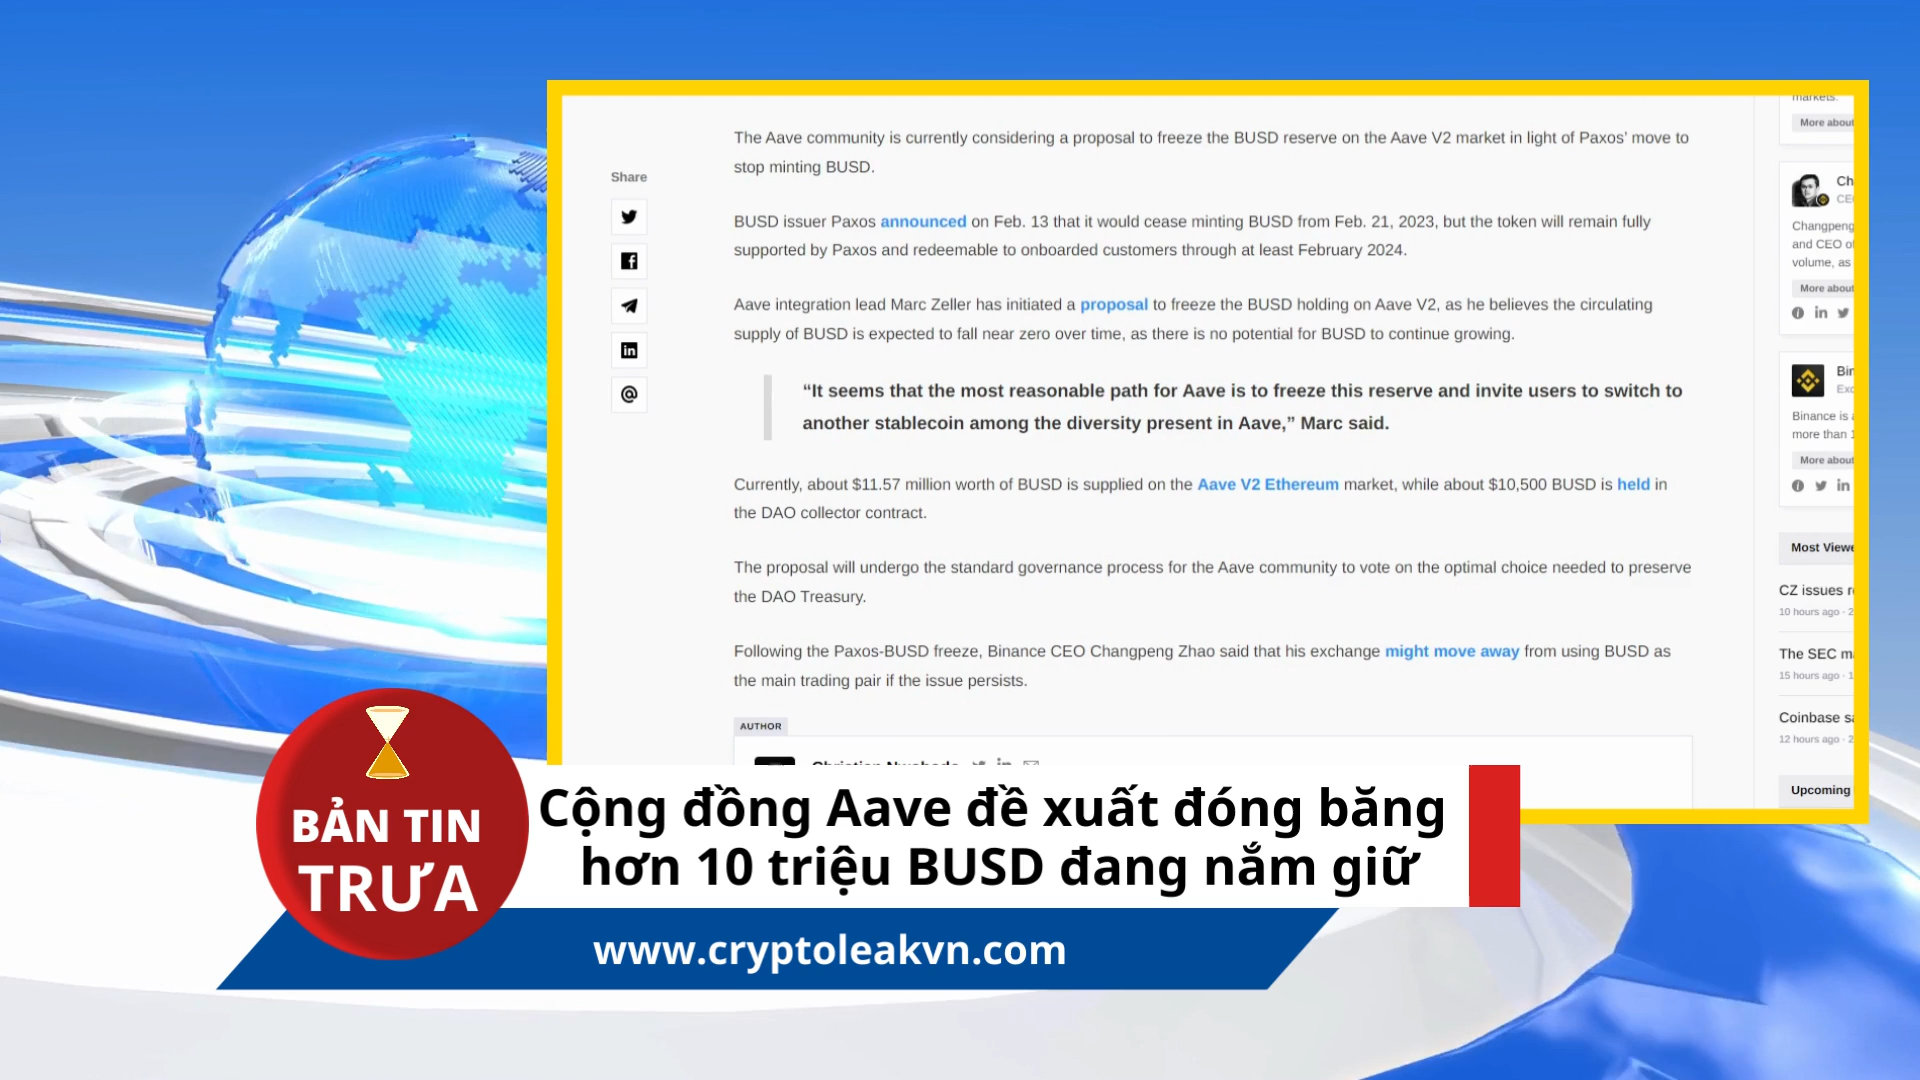 The Aave community is currently considering a proposal to freeze the BUSD reserve on the Aave V2 market in light of Paxos’ move to
stop minting BUSD.
Share
BUSD issuer Paxos announced on Feb. 13 that it would cease minting BUSD from Feb. 21, 2023, but the token will remain fully
supported by Paxos and redeemable to onboarded customers through at least February 2024.
Aave integration lead Marc Zeller has initiated a proposal to freeze the BUSD holding on Aave V2, as he believes the circulating
supply of BUSD is expected to fall near zero over time, as there is no potential for BUSD to continue growing.
“It seems that the most reasonable path for Aave is to freeze this reserve and invite users to switch to
another stablecoin among the diversity present in Aave,” Marc said.
Currently, about $11.57 million worth of BUSD is supplied on the Aave V2 Ethereum market, while about $10,500 BUSD is held in
the DAO collector contract.
The proposal will undergo the standard governance process for the Aave community to vote on the optimal choice needed to preserve
the DAO Treasury.
Following the Paxos-BUSD freeze, Binance CEO Changpeng Zhao said that his exchange might move away from using BUSD as
the main trading pair if the issue persists.
AUTHOR
markets.
More about
Ch
CE
Changpeng
and CEO of
volume, as
More about
Bin
Exc
Binance is a
more than 1
More about
Most Viewe
CZ issues r
10 hours ago · 2
The SEC m
15 hours ago · 1
Coinbase sa
12 hours ago · 2
Upcoming
BẢN TIN
TRƯA
Cộng đồng Aave đề xuất đóng băng
hơn 10 triệu BUSD đang nắm giữ
www.cryptoleakvn.com